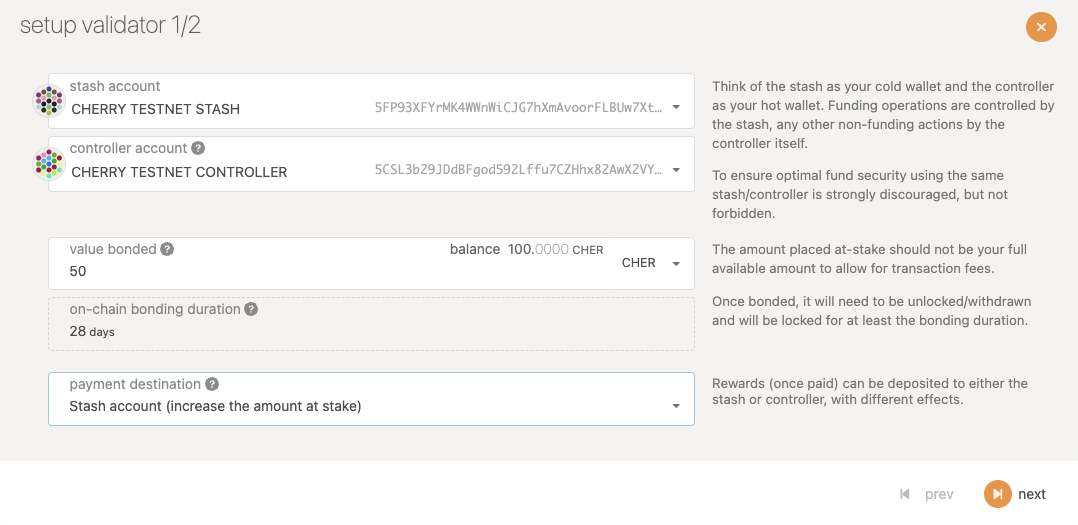 setup validator 1/2
stash account
CHERRY TESTNET STASH 5FP93XFYrMK4WWnWiCJG7hXmAvoorFLBUw7Xt…
controller account ?
CHERRY TESTNET CONTROLLER 5CSL3b29JDdBFgod592Lffu7CZHhx82AwX2VY…
Think of the stash as your cold wallet and the controller
as your hot wallet. Funding operations are controlled by
the stash, any other non-funding actions by the
controller itself.
To ensure optimal fund security using the same
stash/controller is strongly discouraged, but not
forbidden.
value bonded ? balance 100.0000 CHER
50 CHER
on-chain bonding duration ?
28 days
The amount placed at-stake should not be your full
available amount to allow for transaction fees.
Once bonded, it will need to be unlocked/withdrawn
and will be locked for at least the bonding duration.
payment destination ?
Stash account (increase the amount at stake)
Rewards (once paid) can be deposited to either the
stash or controller, with different effects.
prev next